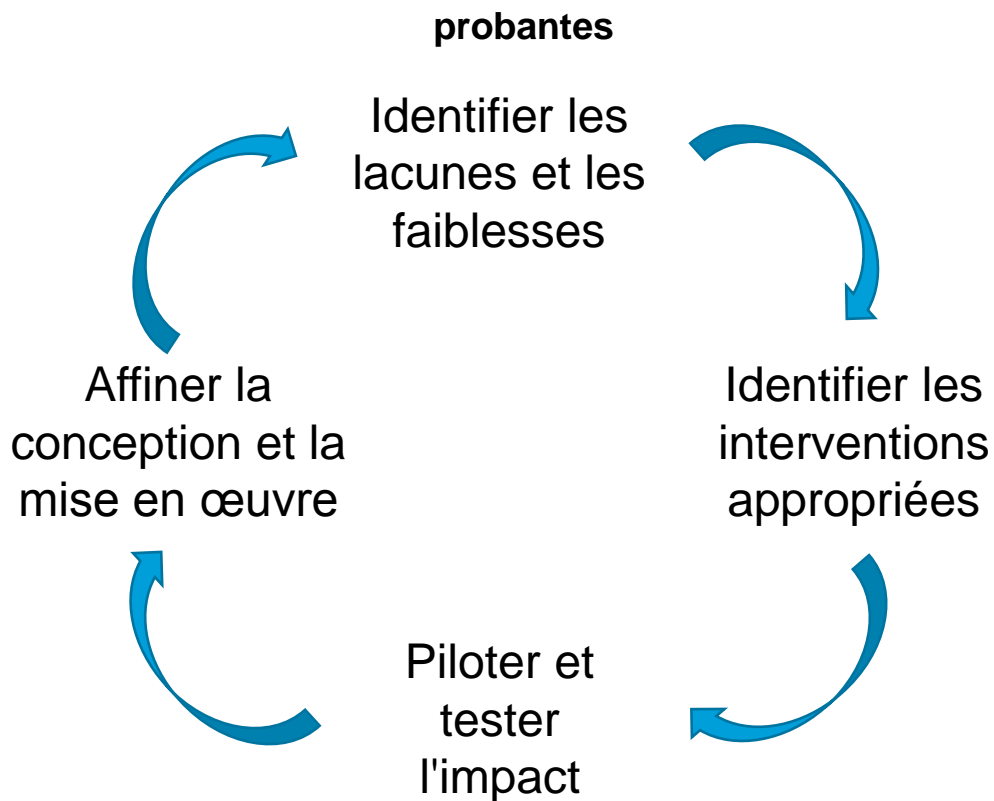 probantes
Identifier les
lacunes et les
faiblesses
Affiner la
conception et la
mise en œuvre
Identifier les
interventions
appropriées
Piloter et
tester
l'impact